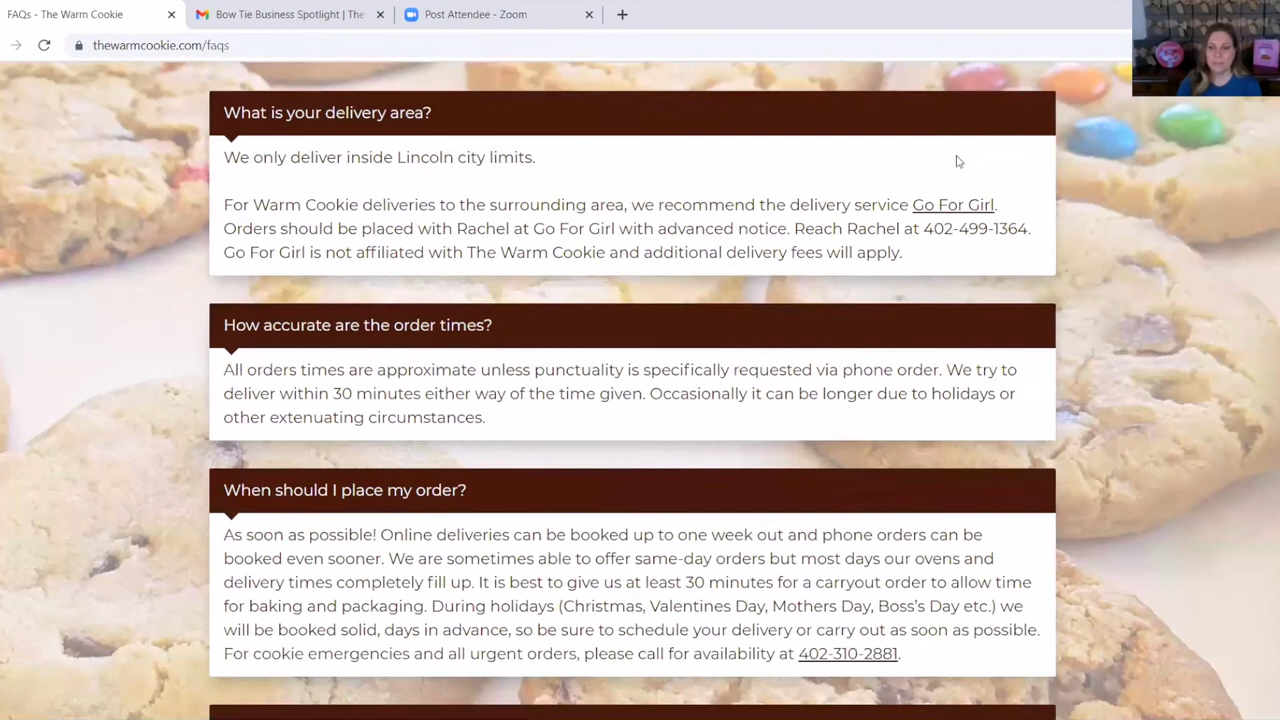 FAQs - The Warm Cookie
Bow Tie Business Spotlight | The
Post Attendee - Zoom
thewarmcookie.com/faqs
What is your delivery area?
We only deliver inside Lincoln city limits.
For Warm Cookie deliveries to the surrounding area, we recommend the delivery service Go For Girl.
Orders should be placed with Rachel at Go For Girl with advanced notice. Reach Rachel at 402-499-1364.
Go For Girl is not affiliated with The Warm Cookie and additional delivery fees will apply.
How accurate are the order times?
All orders times are approximate unless punctuality is specifically requested via phone order. We try to
deliver within 30 minutes either way of the time given. Occasionally it can be longer due to holidays or
other extenuating circumstances.
When should I place my order?
As soon as possible! Online deliveries can be booked up to one week out and phone orders can be
booked even sooner. We are sometimes able to offer same-day orders but most days our ovens and
delivery times completely fill up. It is best to give us at least 30 minutes for a carryout order to allow time
for baking and packaging. During holidays (Christmas, Valentines Day, Mothers Day, Boss's Day etc.) we
will be booked solid, days in advance, so be sure to schedule your delivery or carry out as soon as possible.
For cookie emergencies and all urgent orders, please call for availability at 402-310-2881.